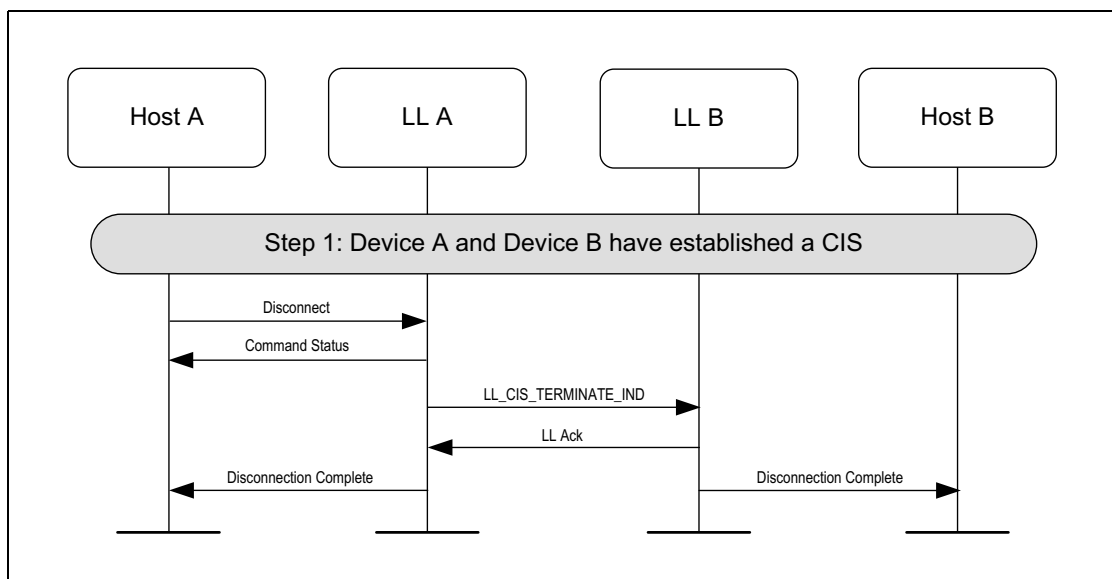 Host A
LL A
LL B
Host B
Step 1: Device A and Device B have established a CIS
Disconnect
Command Status
LL_CIS_TERMINATE_IND
LL Ack
Disconnection Complete
Disconnection Complete